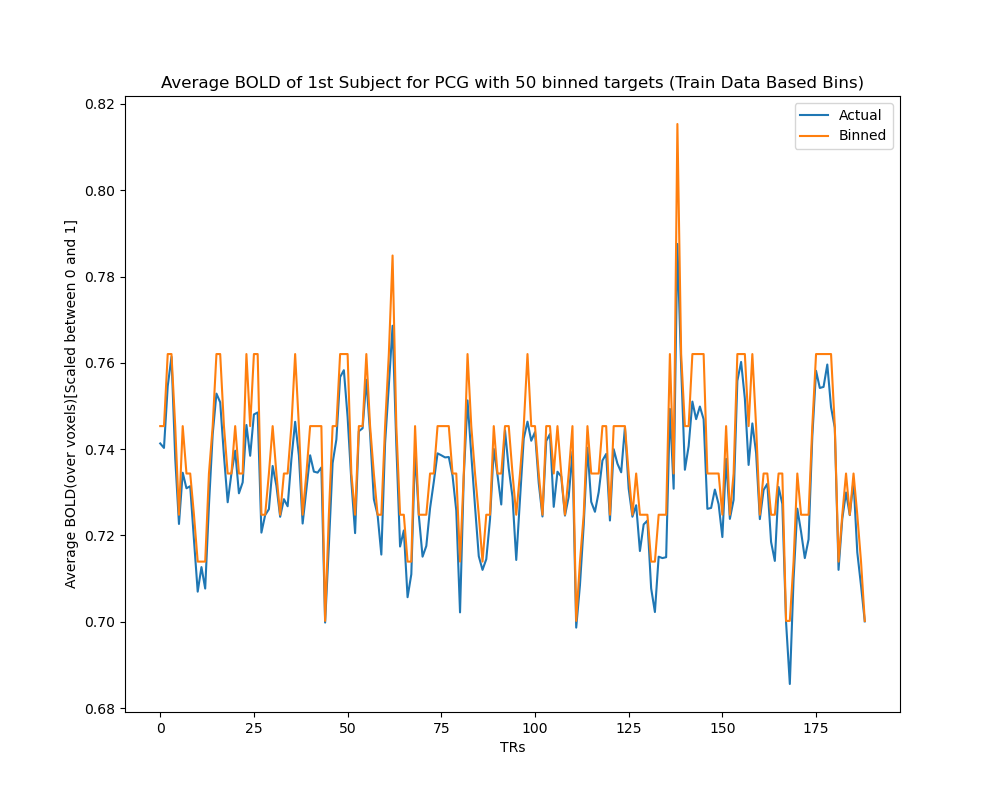 Average BOLD of 1st Subject for PCG with 50 binned targets (Train Data Based Bins)
Actual
Binned
Average BOLD(over voxels)[Scaled between 0 and 1]
0.82
0.80
0.78
0.76
0.74
0.72
0.70
0.68
0 25 50 75 100 125 150 175
TRs